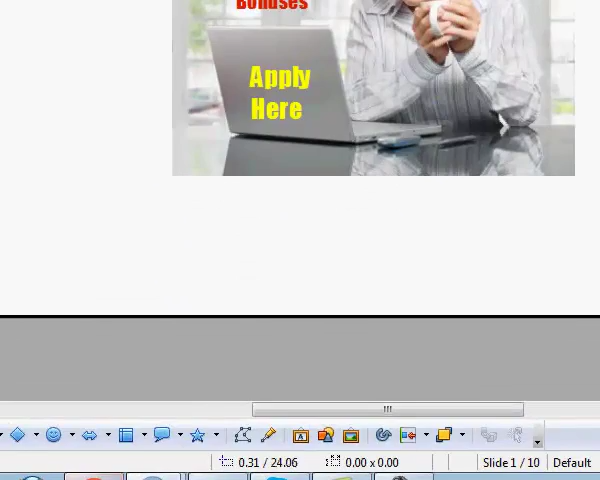 Bonuses
Apply
Here
0.31 / 24.06
0.00 x 0.00
Slide 1 / 10
Default